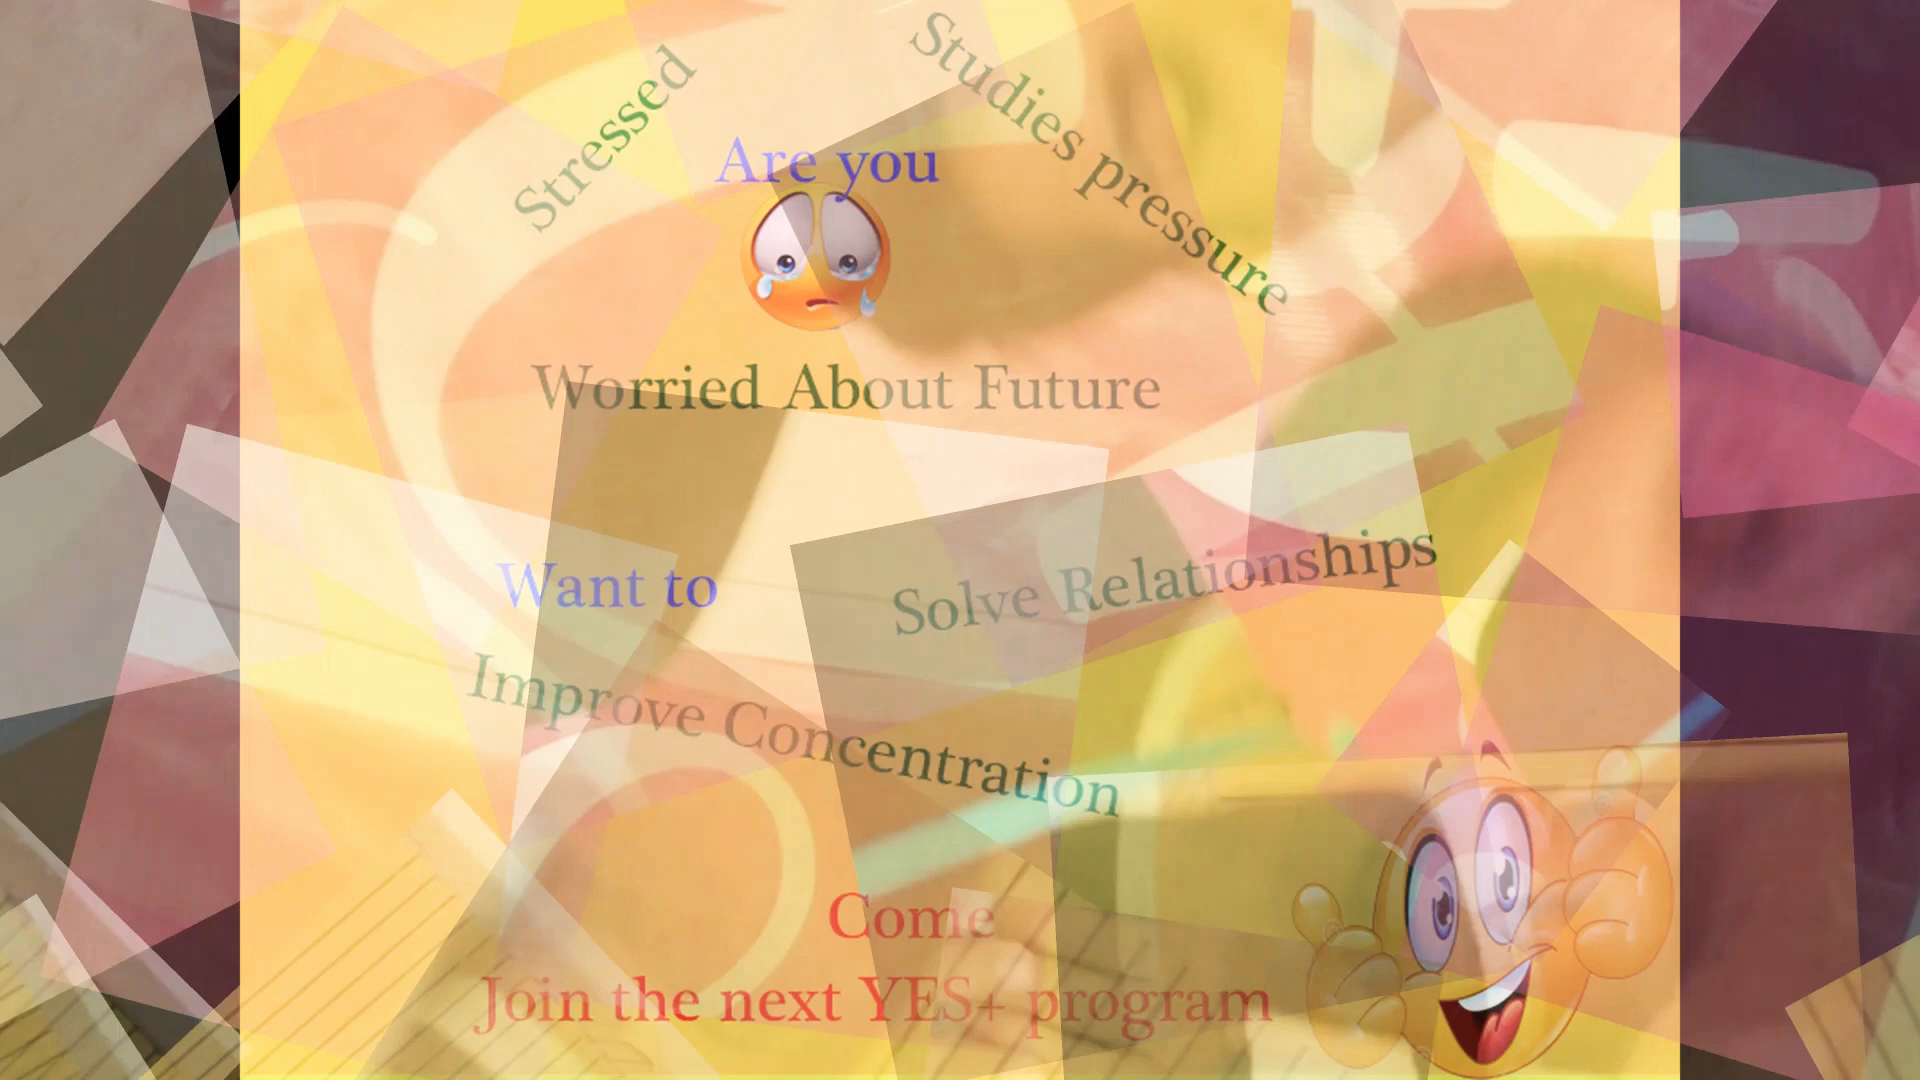 Stressed
Studies pressure
Are you
Worried About Future
Want to
Solve Relationships
Improve Concentration
Come
Join the next YES+ program